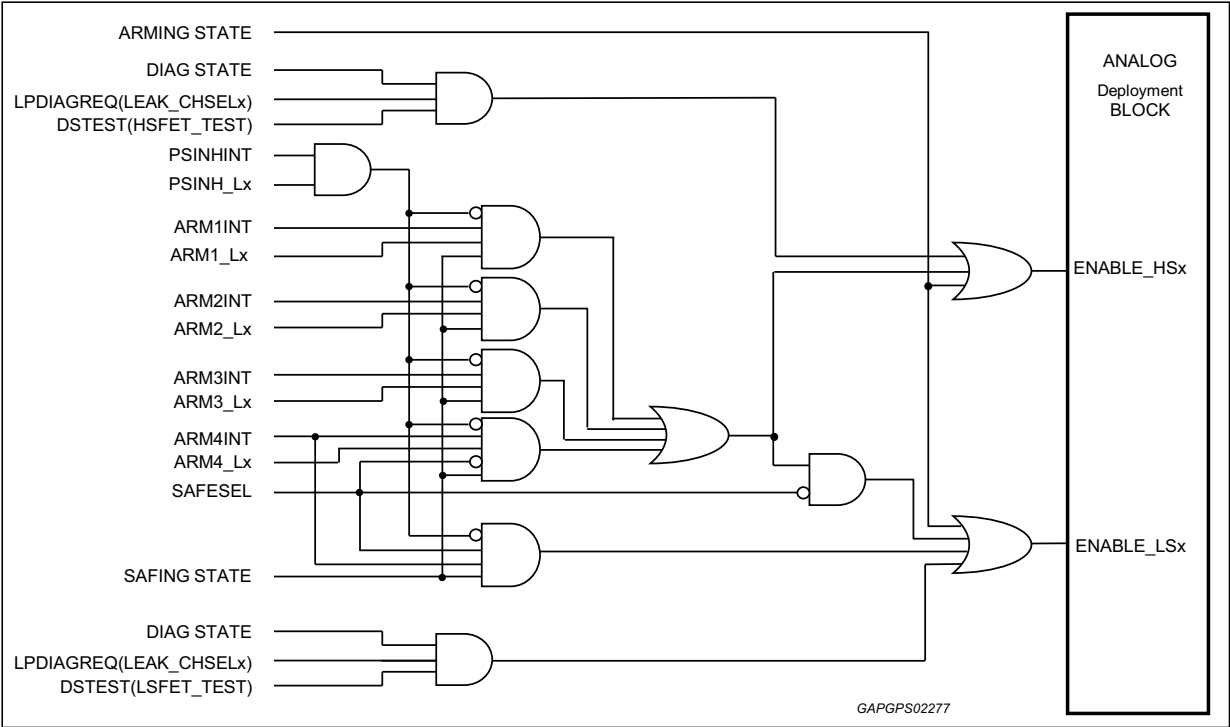 ARMING STATE
DIAG STATE
LPDIAGREQ(LEAK_CHSELx)
DSTEST(HSFET_TEST)
PSINHINT
PSINH_Lx
ARM1INT
ARM1_Lx
ARM2INT
ARM2_Lx
ARM3INT
ARM3_Lx
ARM4INT
ARM4_Lx
SAFESEL
SAFING STATE
DIAG STATE
LPDIAGREQ(LEAK_CHSELx)
DSTEST(LSFET_TEST)
ANALOG
Deployment
BLOCK
ENABLE_HSx
ENABLE_LSx
GAPGPS02277